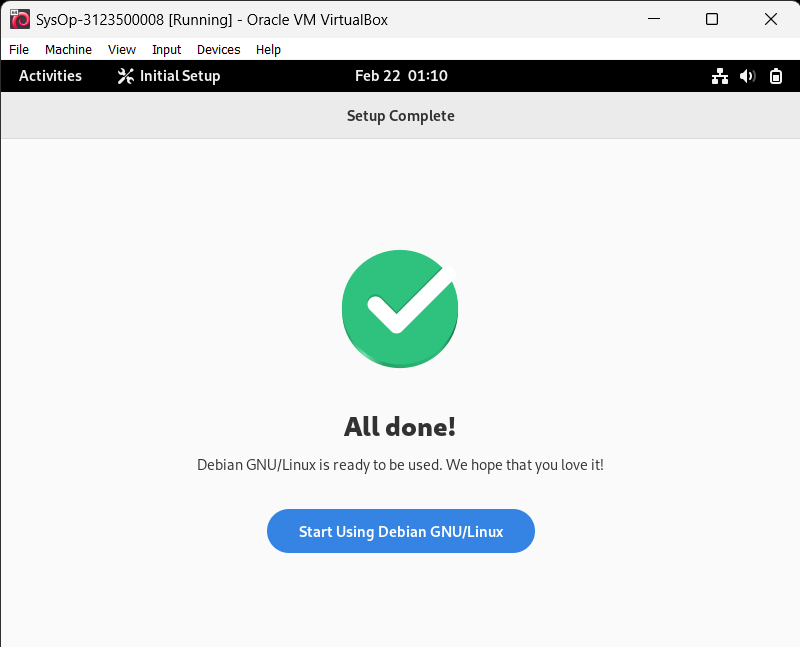 SysOp-3123500008 [Running] - Oracle VM VirtualBox
File Machine View Input Devices Help
Activities Initial Setup Feb 22 01:10
Setup Complete
All done!
Debian GNU/Linux is ready to be used. We hope that you love it!
Start Using Debian GNU/Linux